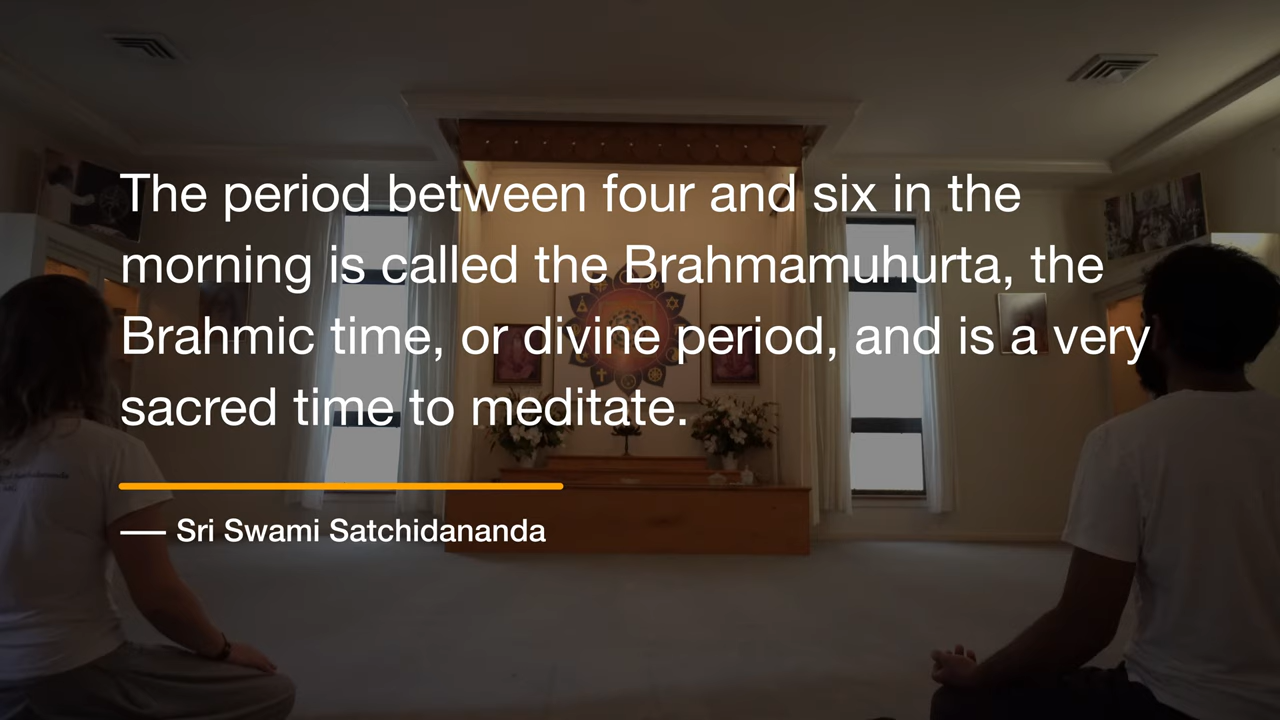 The period between four and six in the
morning is called the Brahmamuhurta, the
Brahmic time, or divine period, and is a very
sacred time to meditate.
— Sri Swami Satchidananda